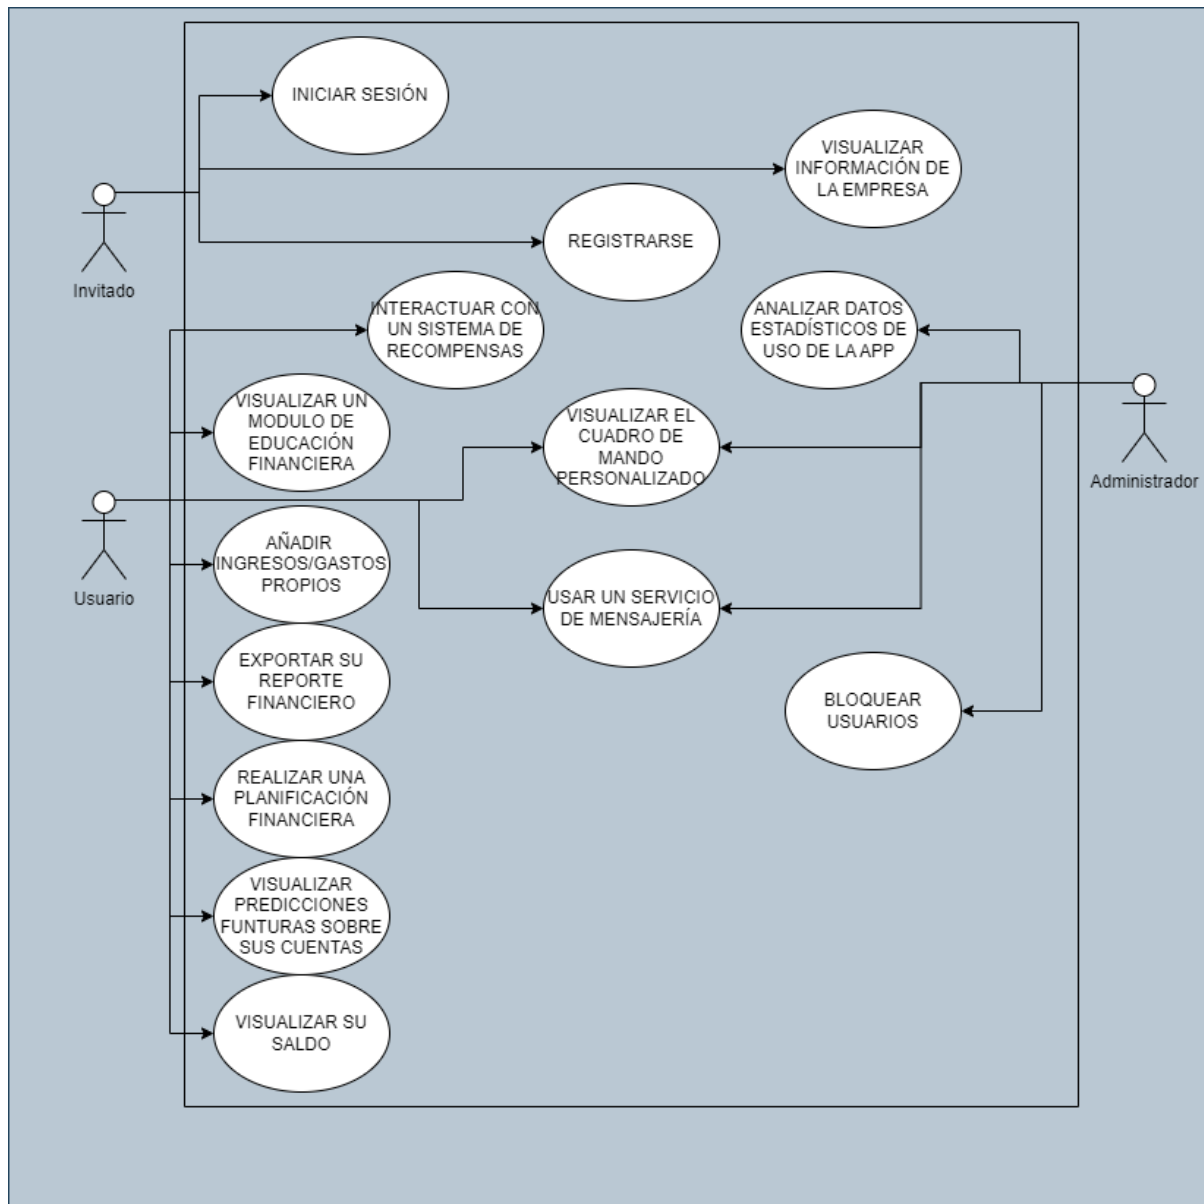 INICIAR SESIÓN
VISUALIZAR
INFORMACIÓN DE
LA EMPRESA
REGISTRARSE
Invitado
INTERACTUAR CON
UN SISTEMA DE
RECOMPENSAS
ANALIZAR DATOS
ESTADÍSTICOS DE
USO DE LA APP
VISUALIZAR UN
MODULO DE
EDUCACIÓN
FINANCIERA
VISUALIZAR EL
CUADRO DE
MANDO
PERSONALIZADO
Administrador
AÑADIR
INGRESOS/GASTOS
PROPIOS
Usuario
USAR UN SERVICIO
DE MENSAJERÍA
EXPORTAR SU
REPORTE
FINANCIERO
BLOQUEAR
USUARIOS
REALIZAR UNA
PLANIFICACIÓN
FINANCIERA
VISUALIZAR
PREDICCIONES
FUNTURAS SOBRE
SUS CUENTAS
VISUALIZAR SU
SALDO